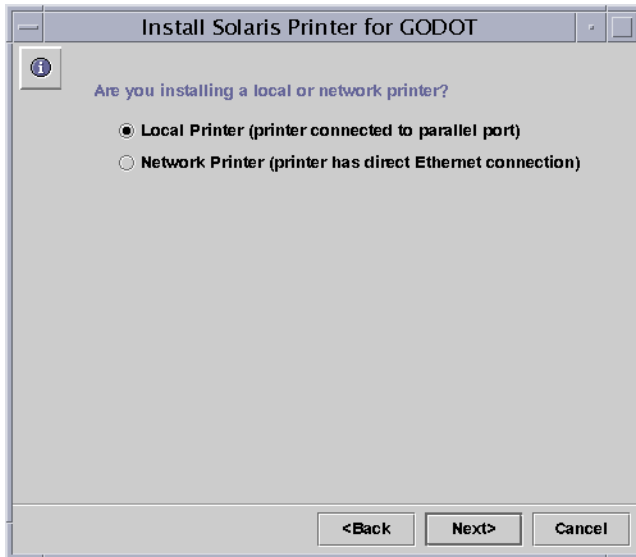 Install Solaris Printer for GODOT
Are you installing a local or network printer?
Local Printer (printer connected to parallel port)
Network Printer (printer has direct Ethernet connection)
<Back Next> Cancel